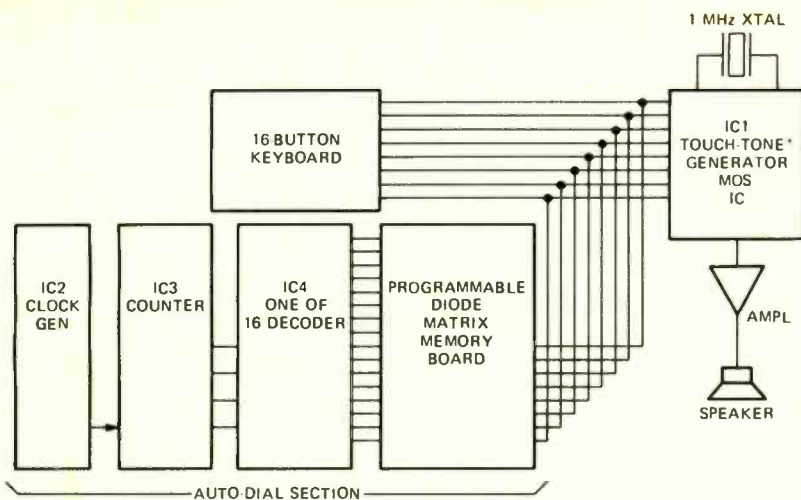 1 MHz XTAL
16 BUTTON
KEYBOARD
IC1
TOUCH-TONE*
GENERATOR
MOS
IC
IC2
CLOCK
GEN
IC3
COUNTER
IC4
ONE OF
16 DECODER
PROGRAMMABLE
DIODE
MATRIX
MEMORY
BOARD
AMPL
SPEAKER
AUTO-DIAL SECTION